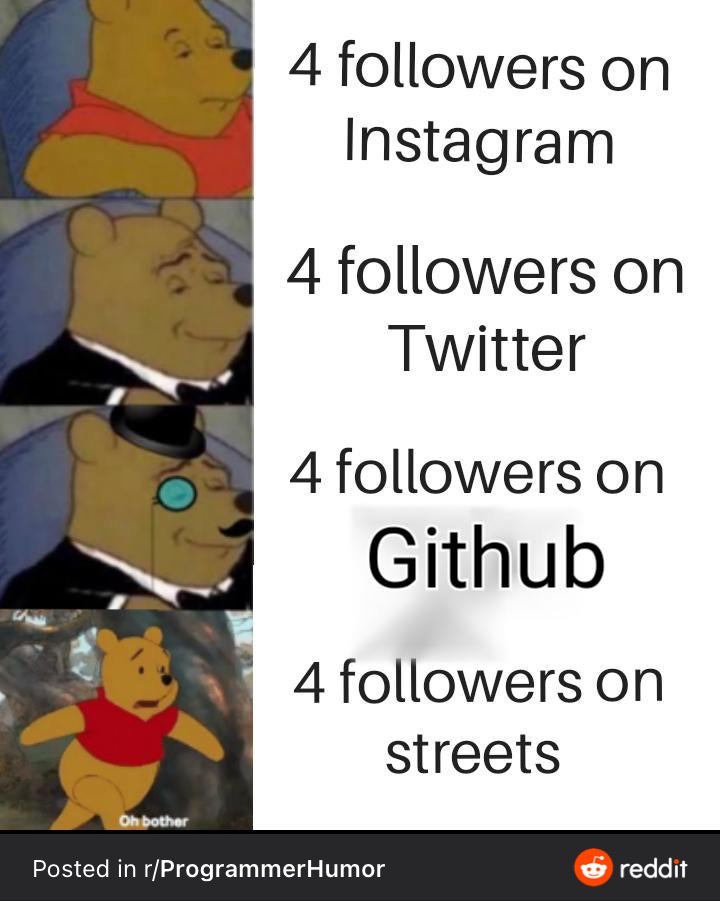 4 followers on
Instagram
4 followers on
Twitter
4 followers on
Github
4 followers on
streets
Oh bother
Posted in r/ProgrammerHumor
reddit